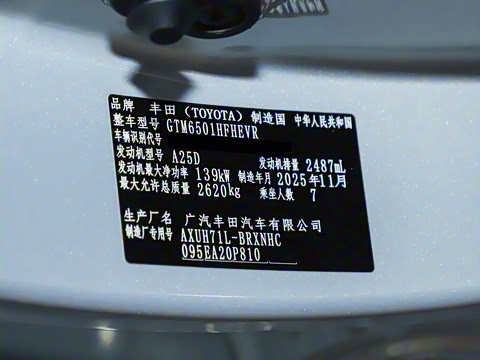 品牌 丰田（TOYOTA）制造国 中华人民共和国
整车型号 GTM6501HFHEVR
车辆识别代号
发动机型号 A25D 发动机排量 2487mL
发动机最大净功率 139kW 制造年月 2025年11月
最大允许总质量 2620kg 乘坐人数 7
生产厂名 广汽丰田汽车有限公司
制造厂专用号 AXUH71L-BRXNHC
095EA20P810